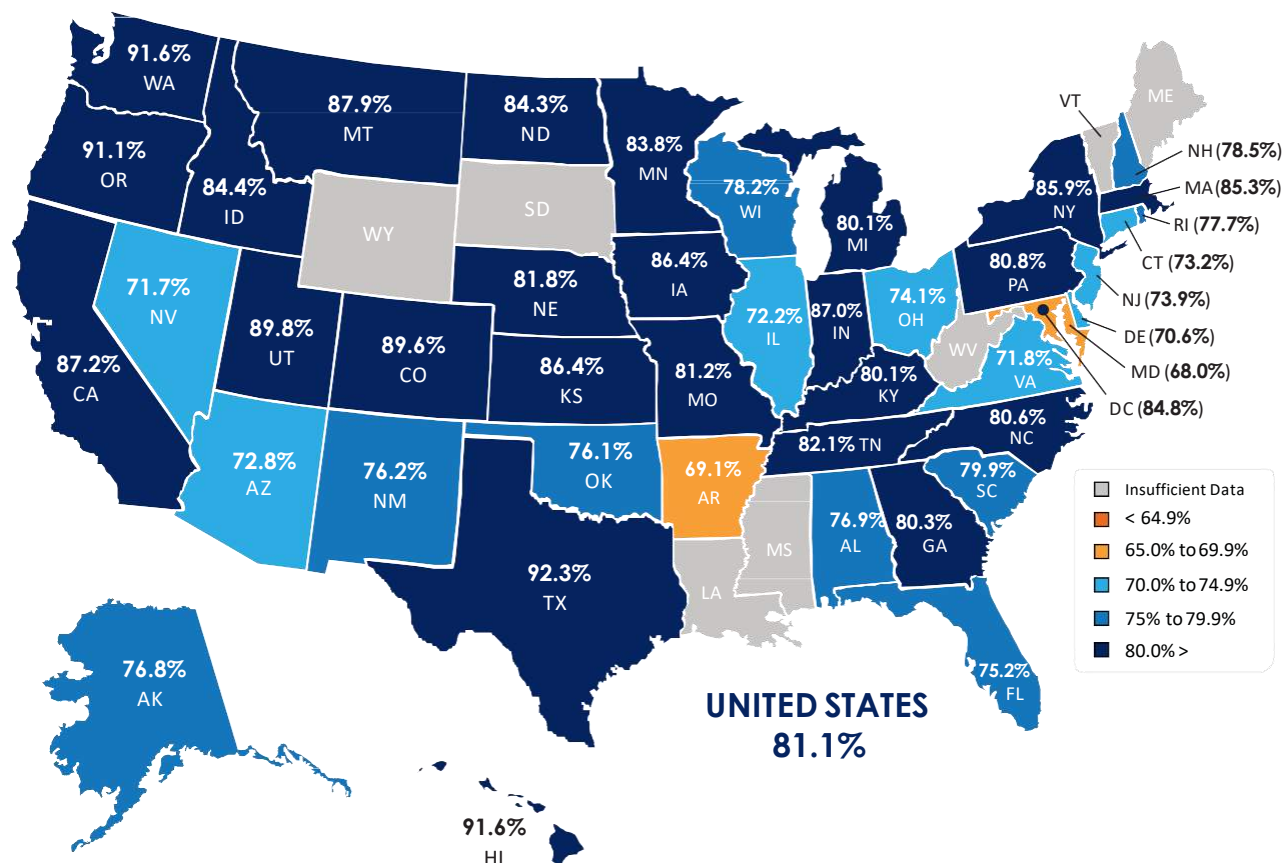 91.6%
WA
87.9%
MT
84.3%
ND
83.8%
MN
91.1%
OR
84.4%
ID
WY
SD
78.2%
WI
80.1%
MI
85.9%
NY
VT
ME
NH (78.5%)
MA (85.3%)
RI (77.7%)
CT (73.2%)
NJ (73.9%)
DE (70.6%)
MD (68.0%)
DC (84.8%)
87.2%
CA
71.7%
NV
89.8%
UT
89.6%
CO
81.8%
NE
86.4%
IA
86.4%
KS
81.2%
MO
72.2%
IL
87.0%
IN
74.1%
OH
80.8%
PA
WV
71.8%
VA
80.1%
KY
82.1% TN
80.6%
NC
79.9%
SC
72.8%
AZ
76.2%
NM
76.1%
OK
69.1%
AR
92.3%
TX
LA
MS
76.9%
AL
80.3%
GA
75.2%
FL
76.8%
AK
91.6%
HI
UNITED STATES
81.1%
Insufficient Data
< 64.9%
65.0% to 69.9%
70.0% to 74.9%
75% to 79.9%
80.0% >